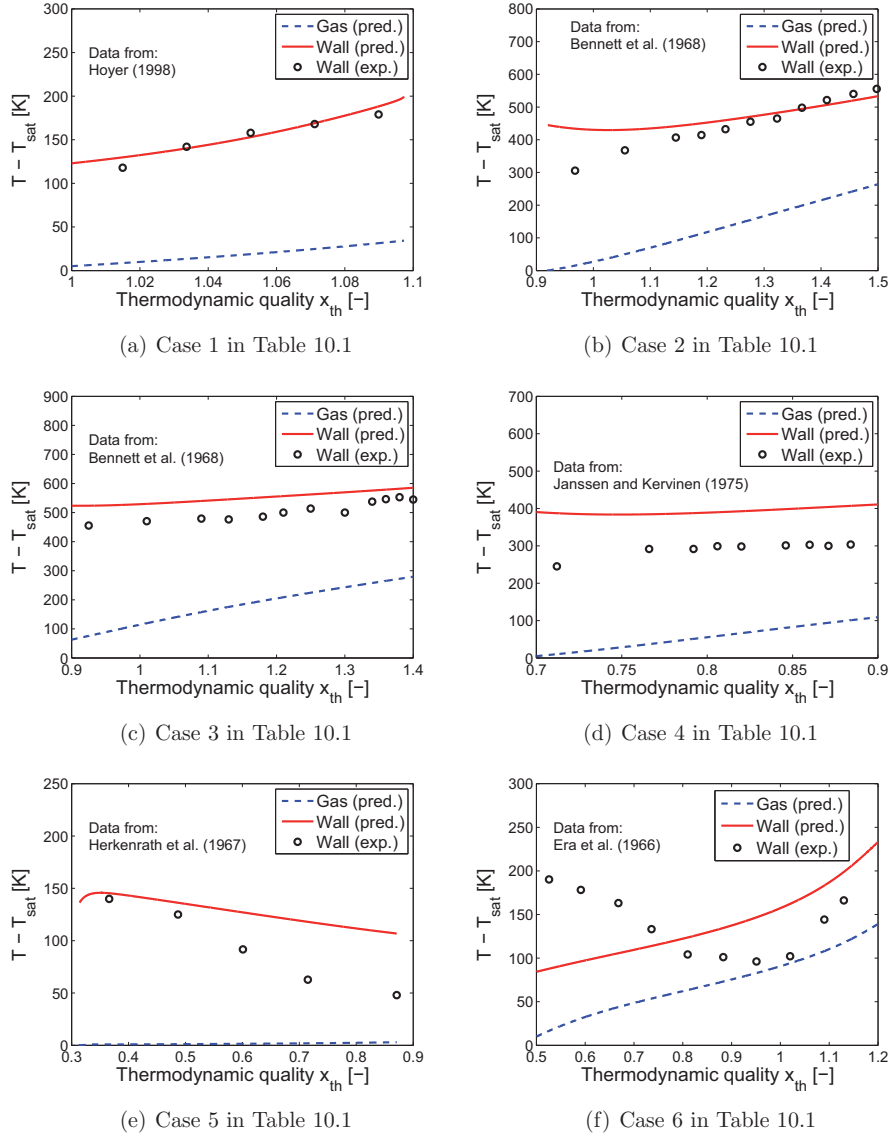 300
250
200
150
100
50
0
T − T_sat [K]
Data from:
Hoyer (1998)
Gas (pred.)
Wall (pred.)
Wall (exp.)
1
1.02
1.04
1.06
1.08
1.1
Thermodynamic quality x_th [−]
(a) Case 1 in Table 10.1
800
700
600
500
400
300
200
100
0
T − T_sat [K]
Data from:
Bennett et al. (1968)
Gas (pred.)
Wall (pred.)
Wall (exp.)
0.9
1
1.1
1.2
1.3
1.4
1.5
Thermodynamic quality x_th [−]
(b) Case 2 in Table 10.1
900
800
700
600
500
400
300
200
100
0
T − T_sat [K]
Data from:
Bennett et al. (1968)
Gas (pred.)
Wall (pred.)
Wall (exp.)
0.9
1
1.1
1.2
1.3
1.4
Thermodynamic quality x_th [−]
(c) Case 3 in Table 10.1
700
600
500
400
300
200
100
0
T − T_sat [K]
Data from:
Janssen and Kervinen (1975)
Gas (pred.)
Wall (pred.)
Wall (exp.)
0.7
0.75
0.8
0.85
0.9
Thermodynamic quality x_th [−]
(d) Case 4 in Table 10.1
250
200
150
100
50
0
T − T_sat [K]
Data from:
Herkenrath et al. (1967)
Gas (pred.)
Wall (pred.)
Wall (exp.)
0.3
0.4
0.5
0.6
0.7
0.8
0.9
Thermodynamic quality x_th [−]
(e) Case 5 in Table 10.1
300
250
200
150
100
50
0
T − T_sat [K]
Data from:
Era et al. (1966)
Gas (pred.)
Wall (pred.)
Wall (exp.)
0.5
0.6
0.7
0.8
0.9
1
1.1
1.2
Thermodynamic quality x_th [−]
(f) Case 6 in Table 10.1